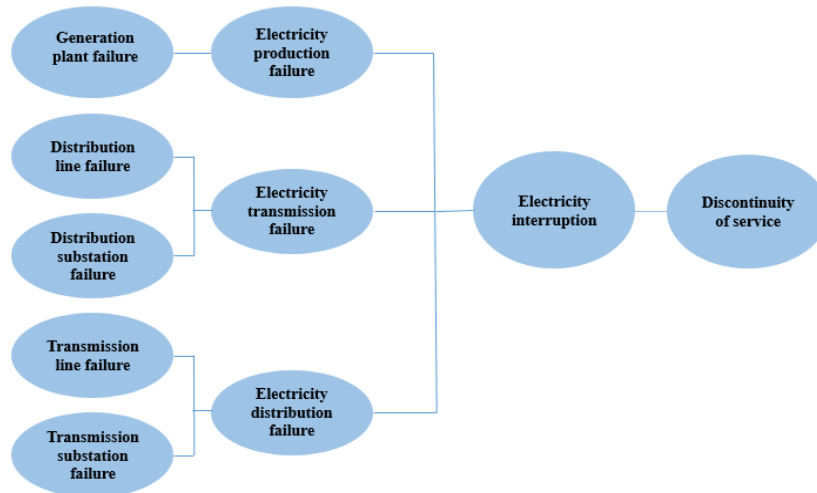 Generation
plant failure
Electricity
production
failure
Distribution
line failure
Distribution
substation
failure
Electricity
transmission
failure
Electricity
interruption
Discontinuity
of service
Transmission
line failure
Transmission
substation
failure
Electricity
distribution
failure